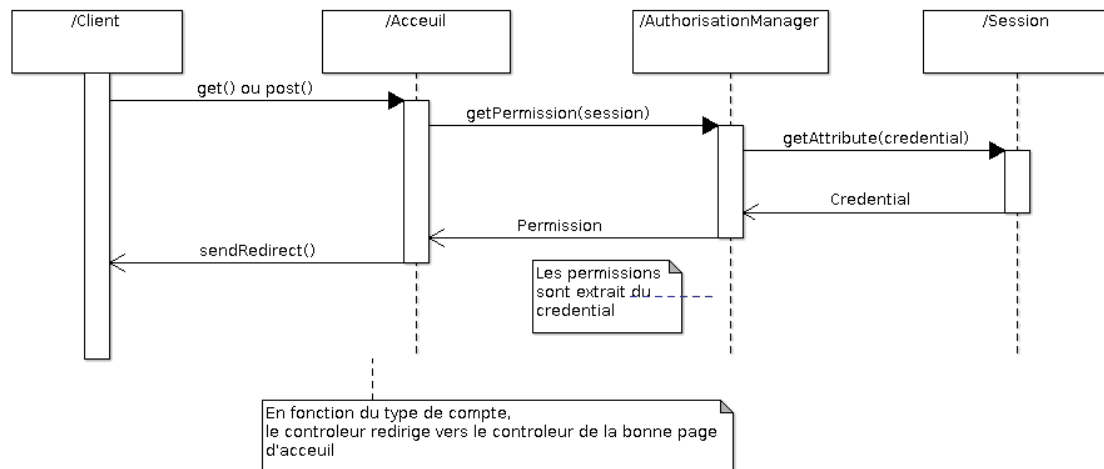 /Client
/Acceuil
/AuthorisationManager
/Session
get() ou post()
getPermission(session)
getAttribute(credential)
Credential
Permission
sendRedirect()
Les permissions
sont extrait du
credential
En fonction du type de compte,
le controleur redirige vers le controleur de la bonne page
d'acceuil